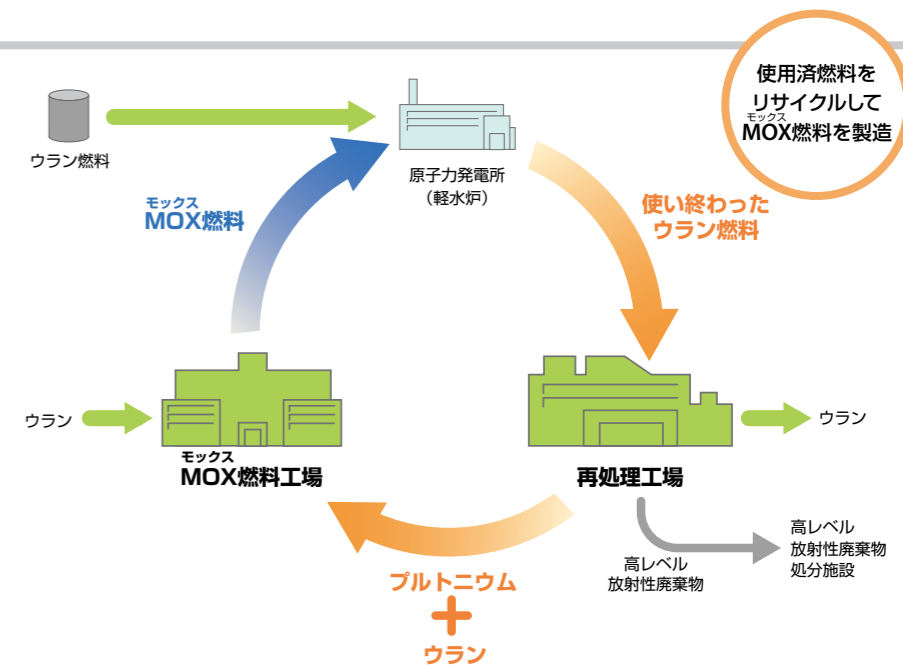 使用済燃料を
リサイクルして
モックス
MOX燃料を製造
ウラン燃料
原子力発電所
（軽水炉）
モックス
MOX燃料
使い終わった
ウラン燃料
ウラン
ウラン
モックス
MOX燃料工場
再処理工場
高レベル
放射性廃棄物
処分施設
高レベル
放射性廃棄物
プルトニウム
+
ウラン